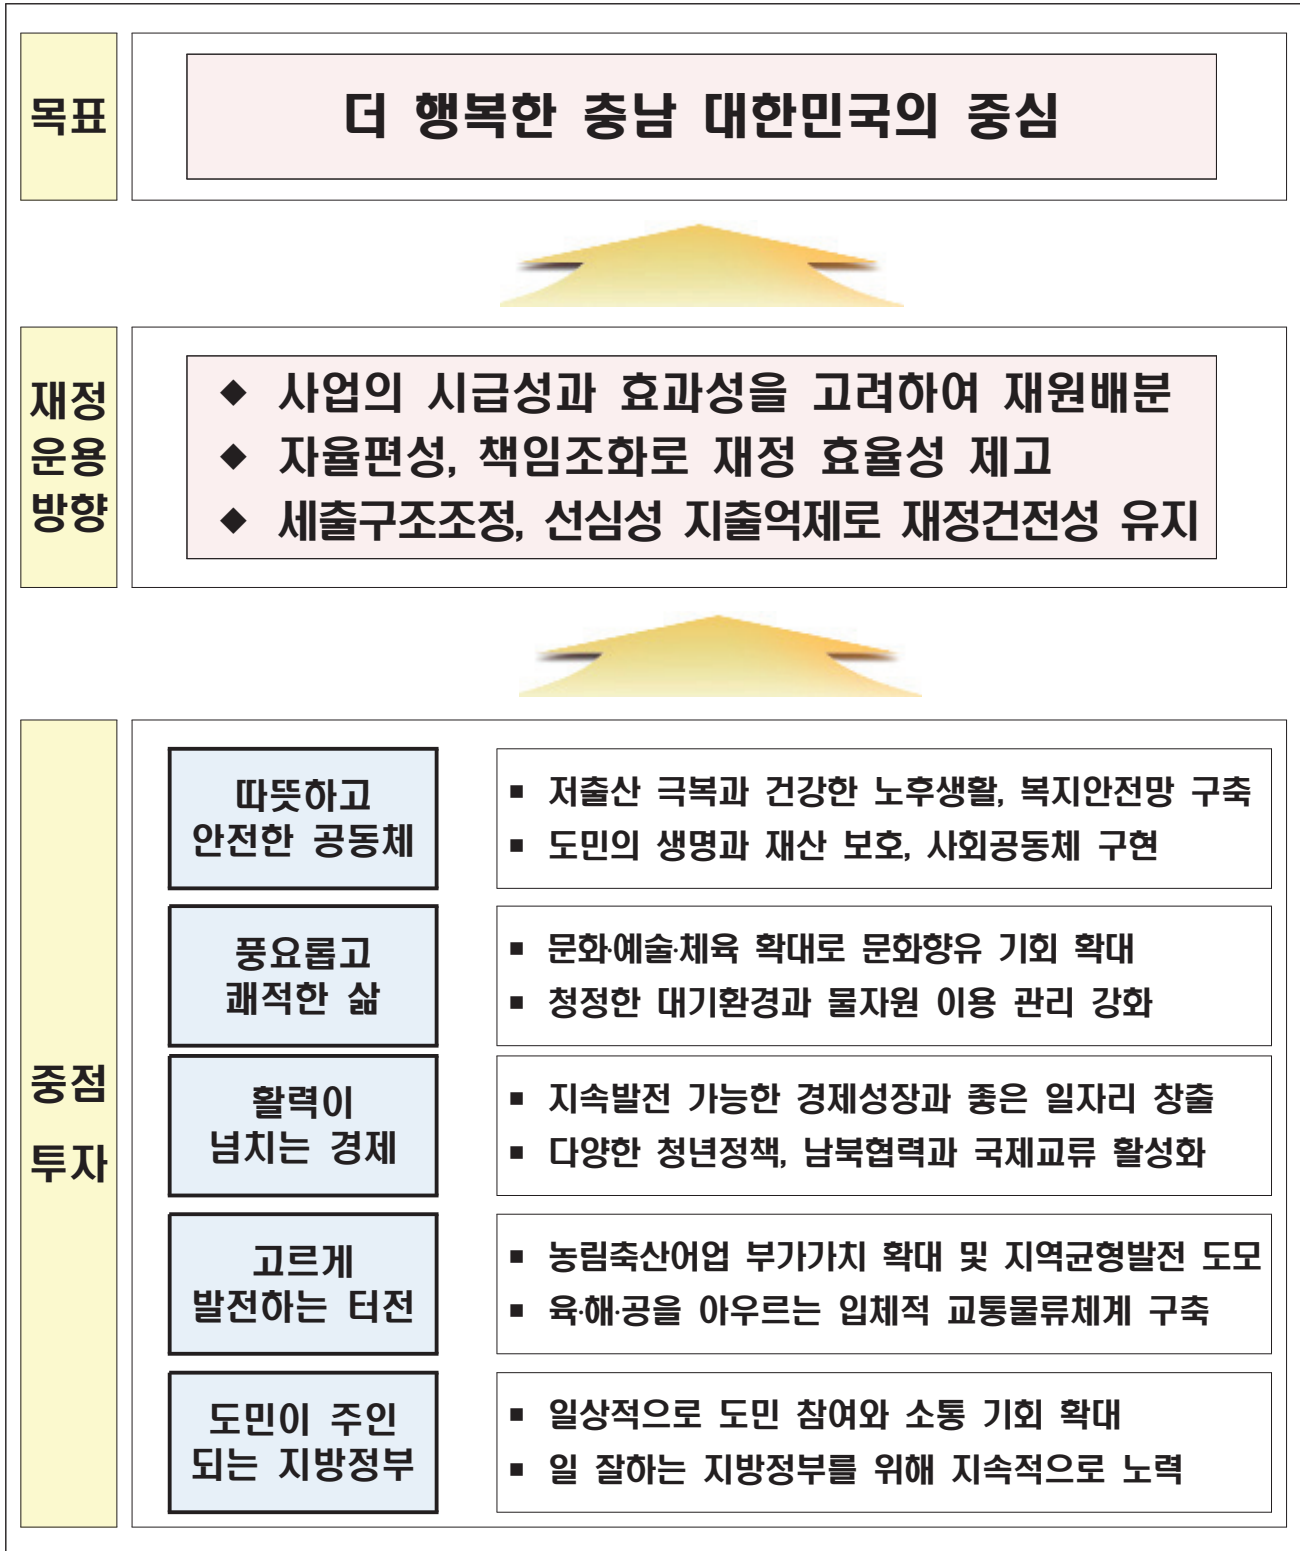 목표
더 행복한 충남 대한민국의 중심
재정
운용
방향
◆ 사업의 시급성과 효과성을 고려하여 재원배분
◆ 자율편성, 책임조화로 재정 효율성 제고
◆ 세출구조조정, 선심성 지출억제로 재정건전성 유지
중점
투자
따뜻하고
안전한 공동체
▪ 저출산 극복과 건강한 노후생활, 복지안전망 구축
▪ 도민의 생명과 재산 보호, 사회공동체 구현
풍요롭고
쾌적한 삶
▪ 문화·예술·체육 확대로 문화향유 기회 확대
▪ 청정한 대기환경과 물자원 이용 관리 강화
활력이
넘치는 경제
▪ 지속발전 가능한 경제성장과 좋은 일자리 창출
▪ 다양한 청년정책, 남북협력과 국제교류 활성화
고르게
발전하는 터전
▪ 농림축산어업 부가가치 확대 및 지역균형발전 도모
▪ 육·해·공을 아우르는 입체적 교통물류체계 구축
도민이 주인
되는 지방정부
▪ 일상적으로 도민 참여와 소통 기회 확대
▪ 일 잘하는 지방정부를 위해 지속적으로 노력